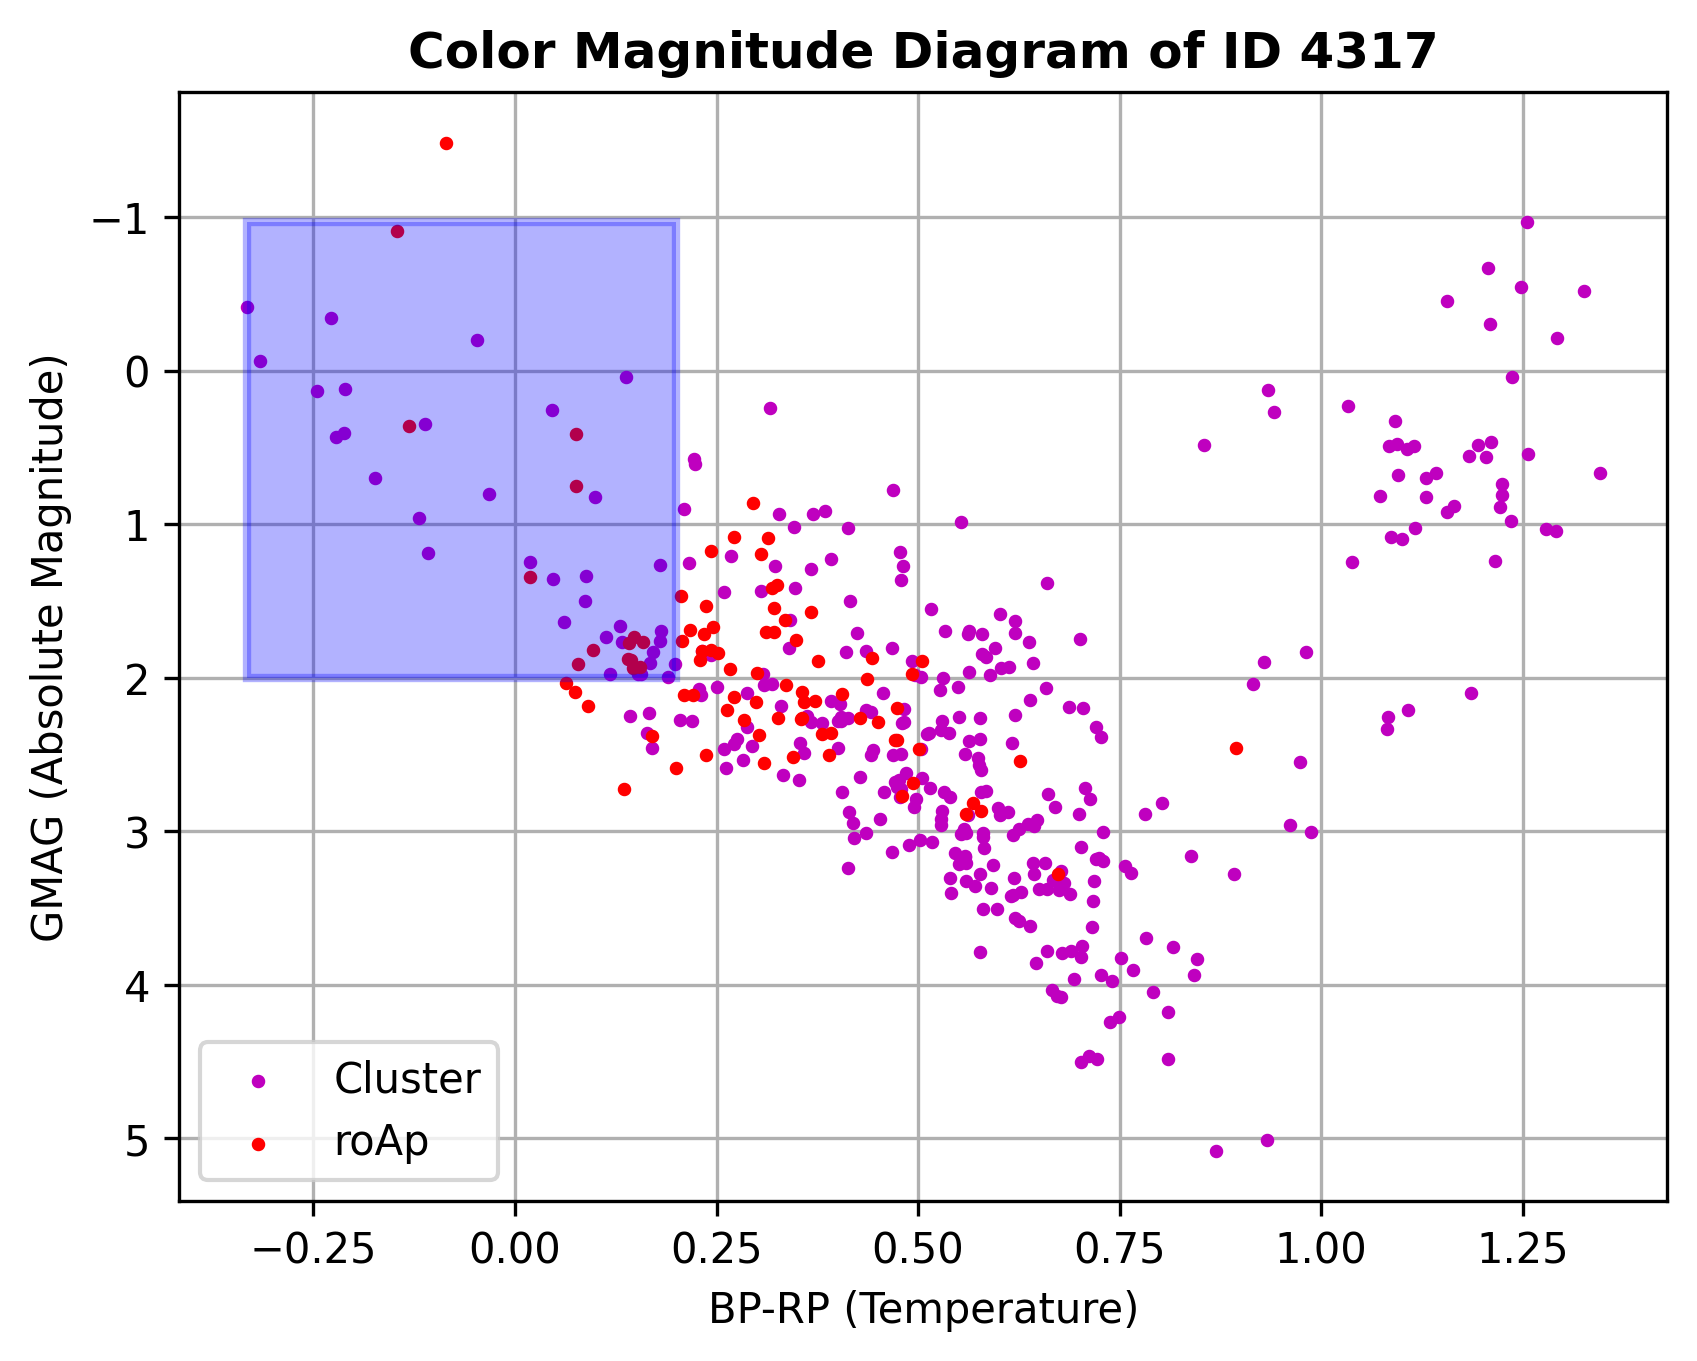 Color Magnitude Diagram of ID 4317
GMAG (Absolute Magnitude)
−1
0
1
2
3
4
5
Cluster
roAp
−0.25 0.00 0.25 0.50 0.75 1.00 1.25
BP-RP (Temperature)